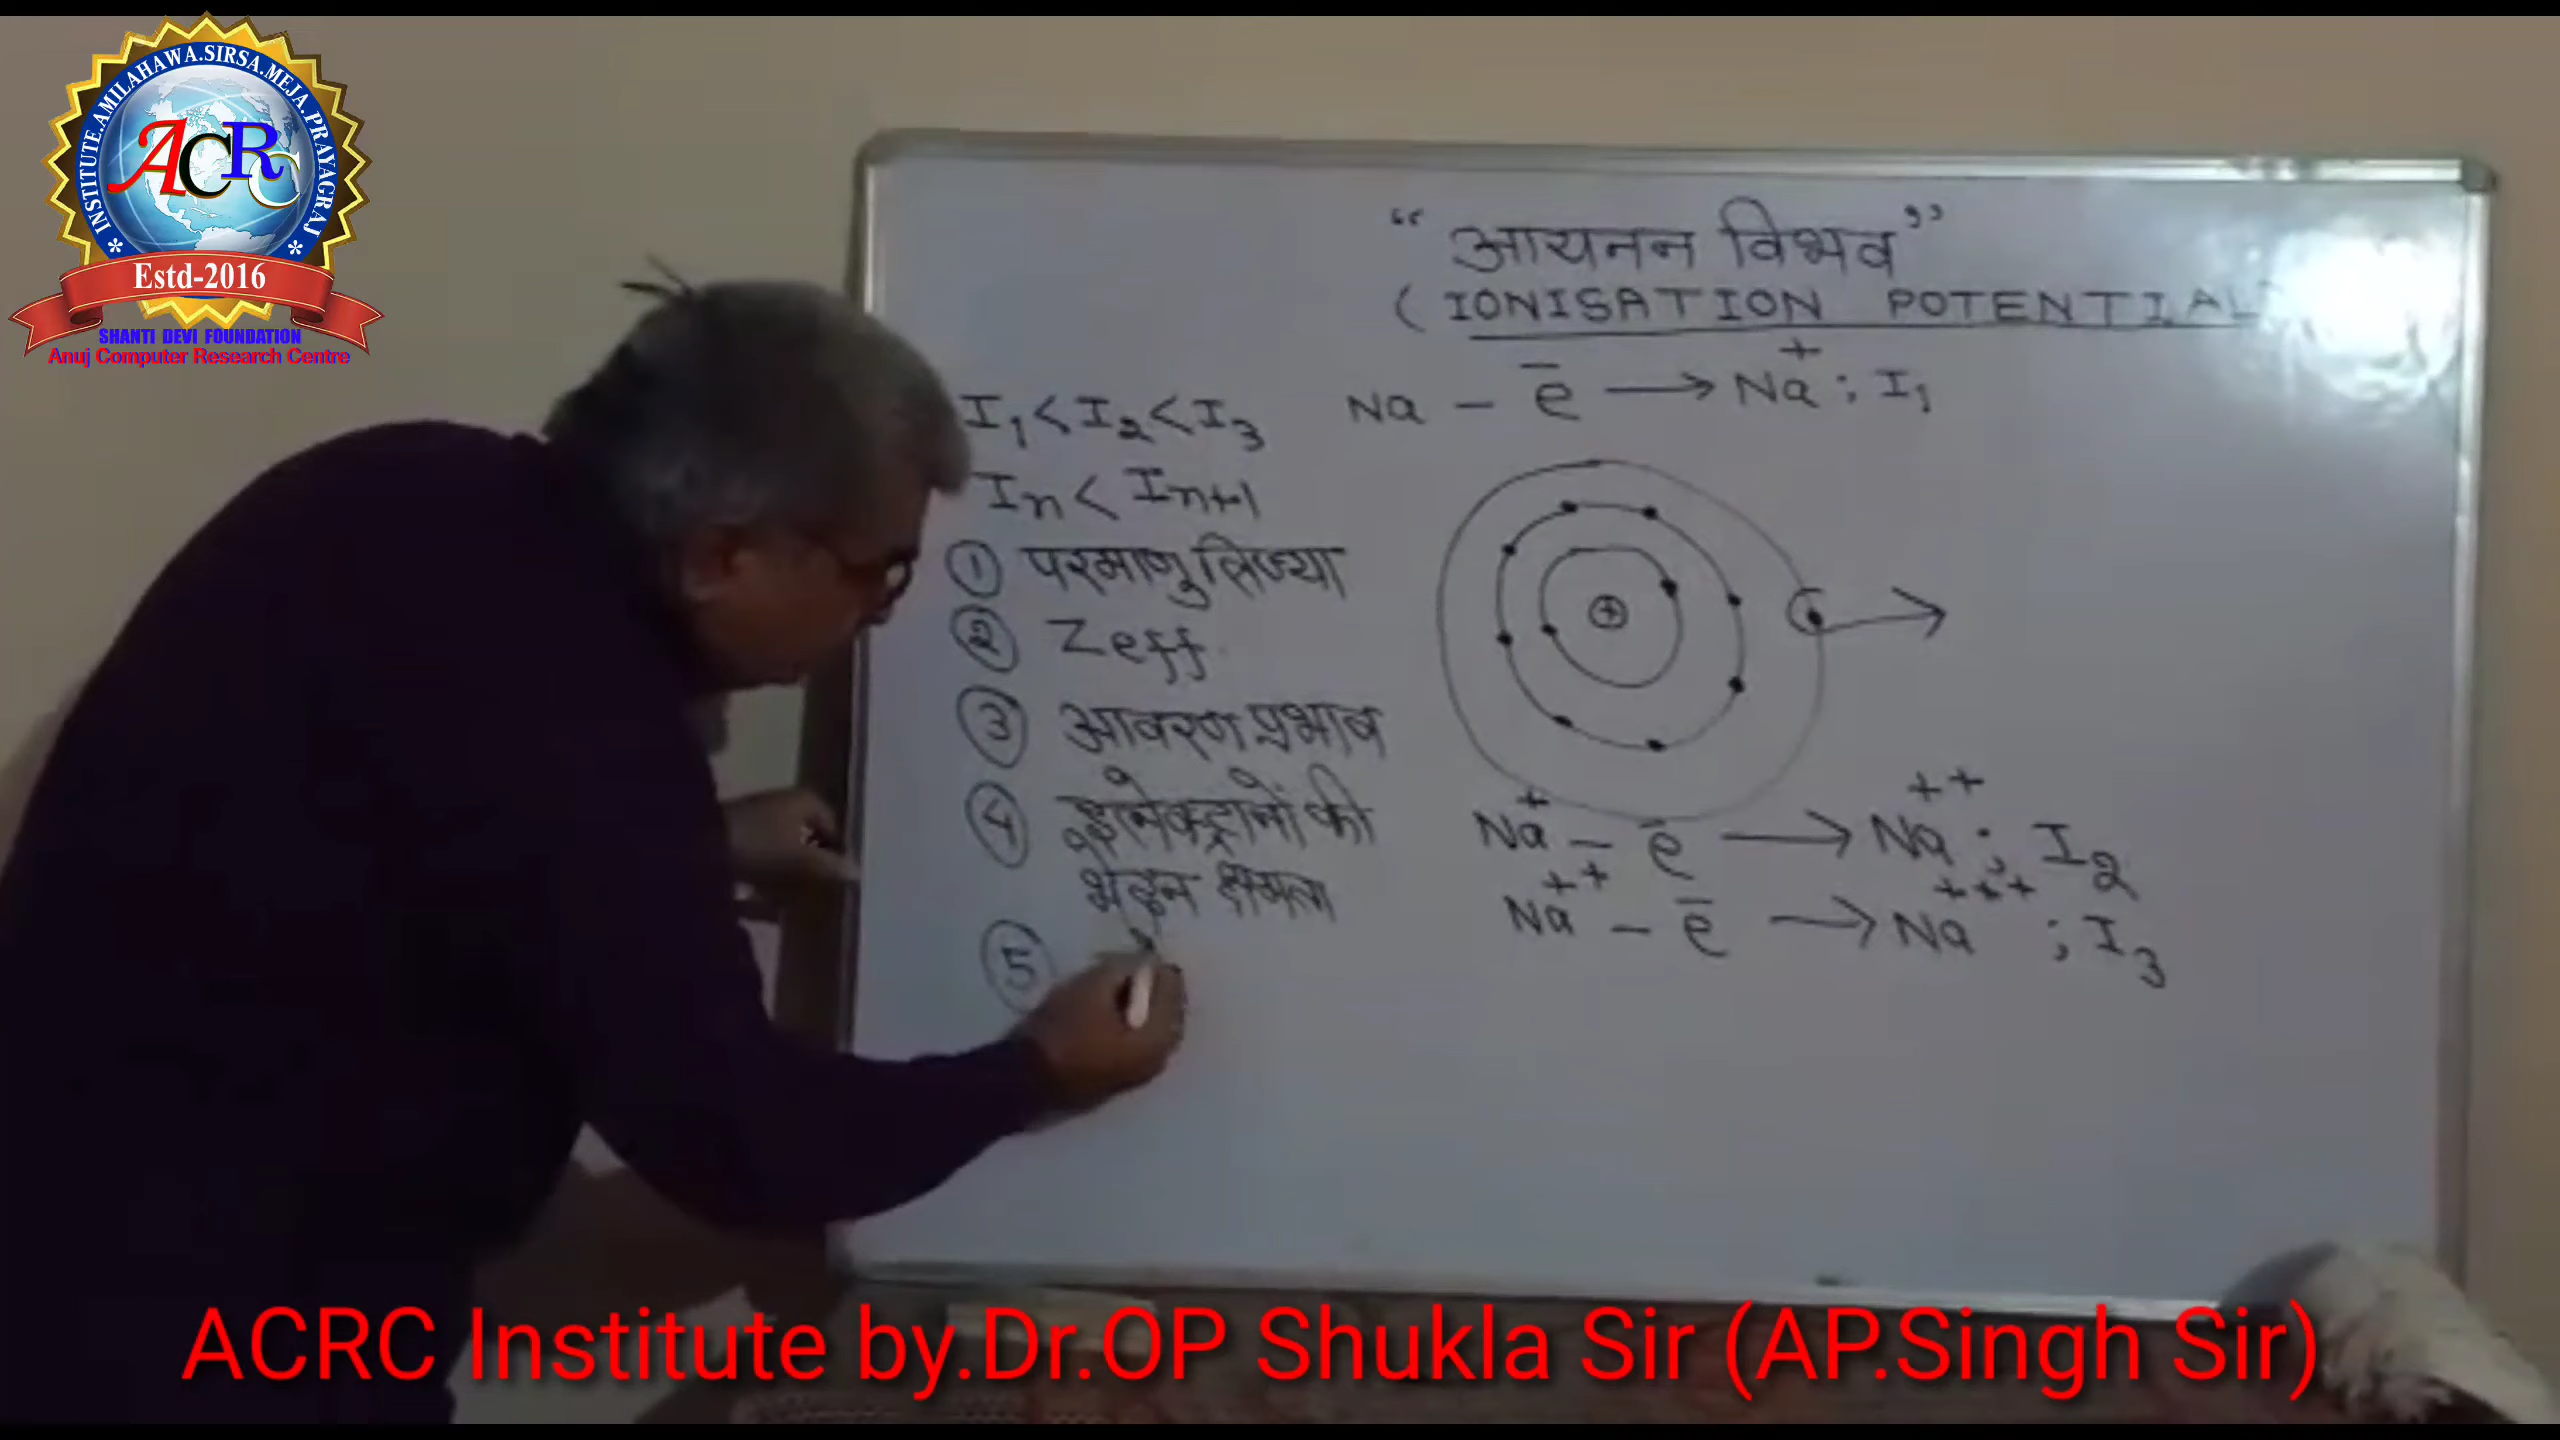 INSTITUTE.AMILAHAWA.SIRSA.MEJA.PRAYAGRAJ
ACRC
Estd-2016
SHANTI DEVI FOUNDATION
Anuj Computer Research Centre
"आयनन विभव"
( IONISATION POTENTIAL
Na - e̅ → Na⁺ ; I₁
I₁ < I₂ < I₃
Iₙ < Iₙ₊₁
① परमाणु त्रिज्या
② Zeff
③ आवरण प्रभाव
④ इलेक्ट्रानों की
भेदन क्षमता
⑤
+
Na⁺ - e̅ → Na⁺⁺ ; I₂
Na⁺⁺ - e̅ → Na⁺⁺⁺ ; I₃
ACRC Institute by.Dr.OP Shukla Sir (AP.Singh Sir)